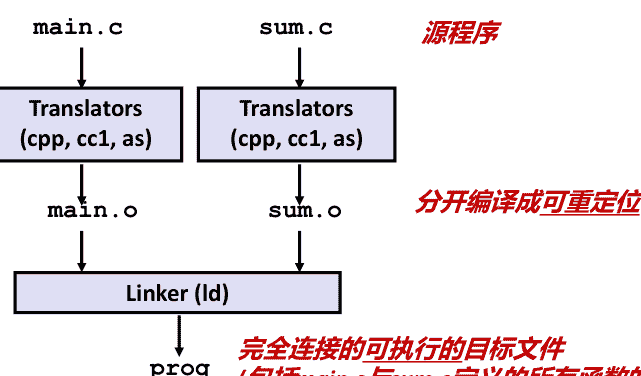 main.c sum.c 源程序
Translators Translators
(cpp, cc1, as) (cpp, cc1, as)
main.o sum.o 分开编译成可重定位
Linker (ld)
完全连接的可执行的目标文件
prog